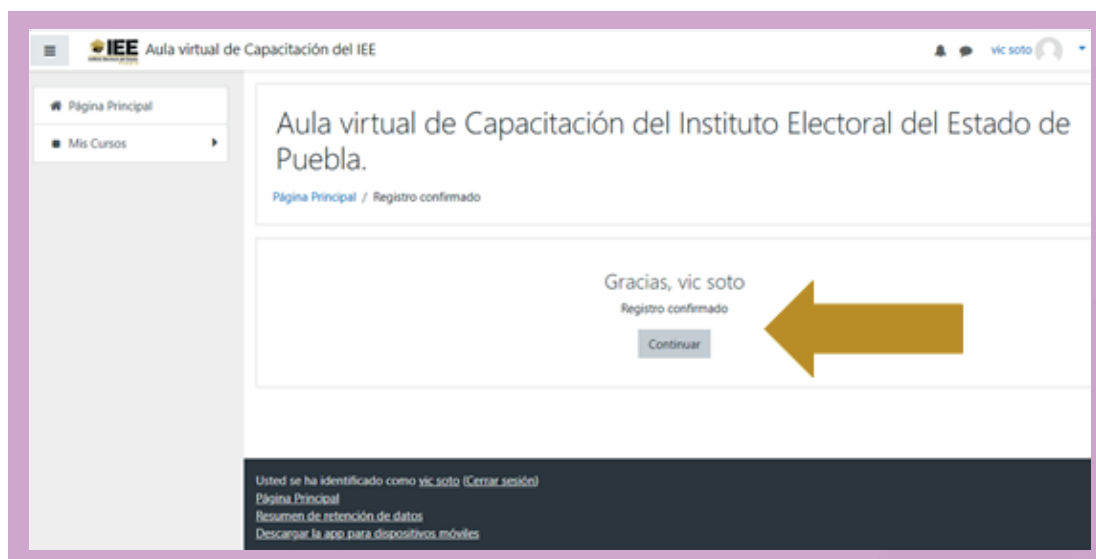 IEE Aula virtual de Capacitación del IEE
vic soto
Página Principal
Mis Cursos
Aula virtual de Capacitación del Instituto Electoral del Estado de
Puebla.
Página Principal / Registro confirmado
Gracias, vic soto
Registro confirmado
Continuar
Usted se ha identificado como vic soto (Cerrar sesión)
Página Principal
Resumen de retención de datos
Descargar la app para dispositivos móviles